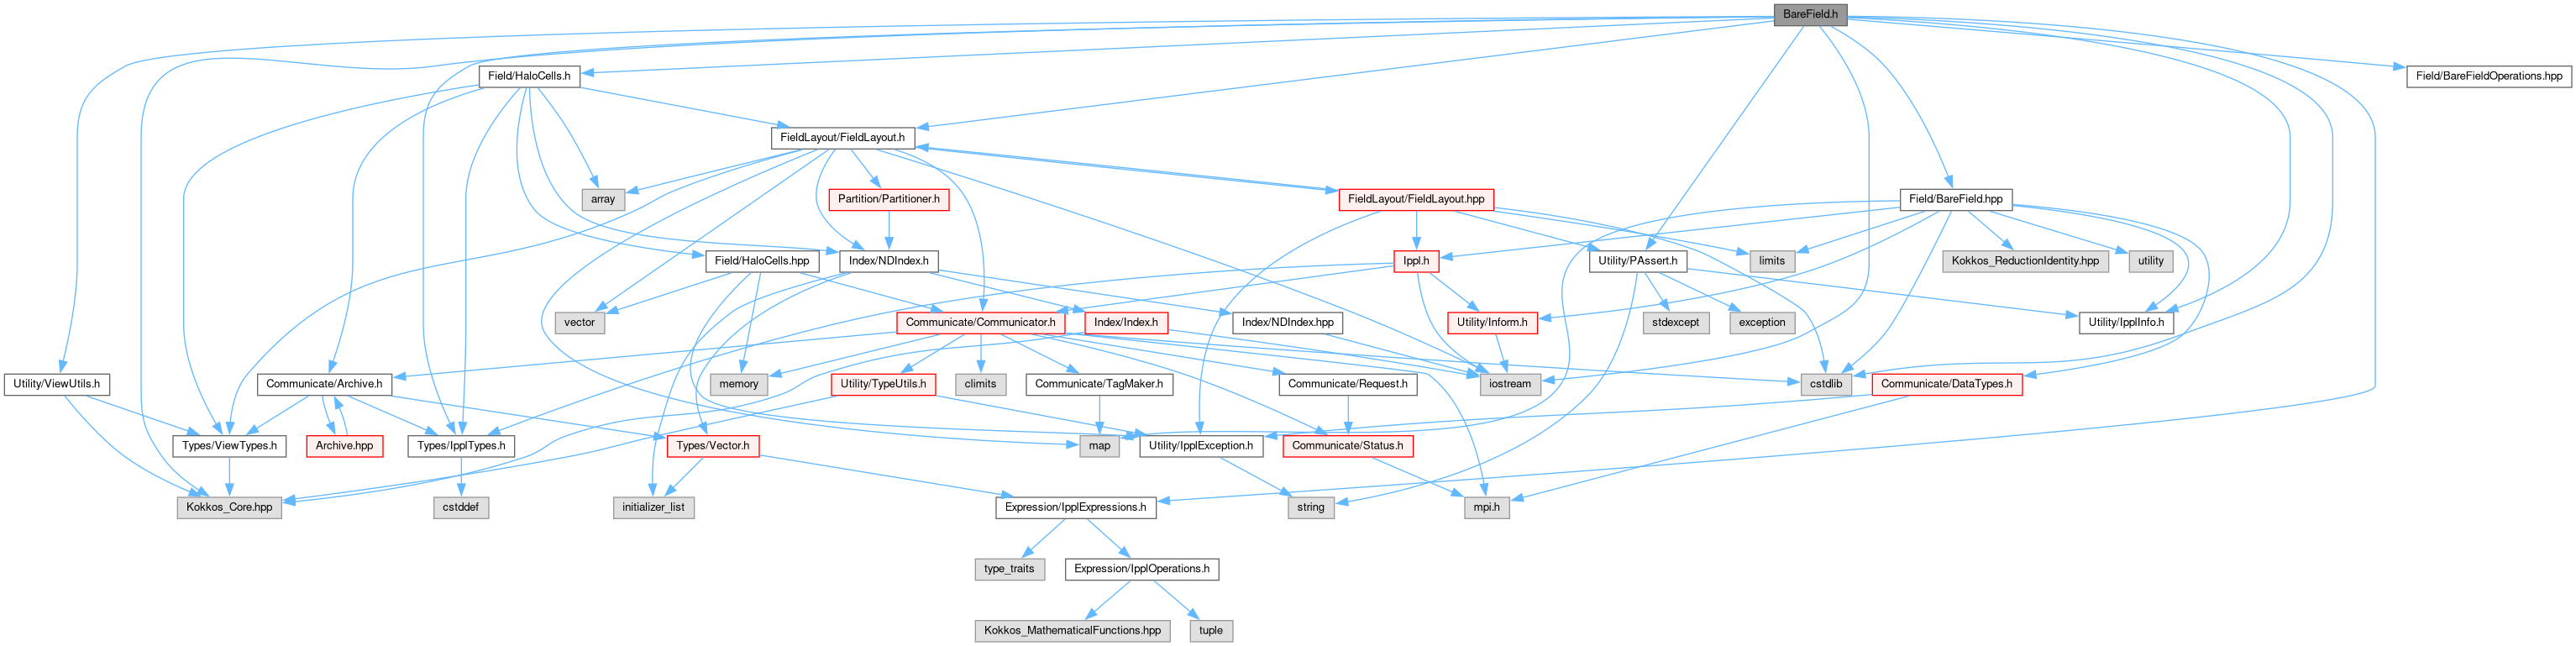 BareField.h
Field/HaloCells.h
Field/BareFieldOperations.hpp
FieldLayout/FieldLayout.h
array
Partition/Partitioner.h
FieldLayout/FieldLayout.hpp
Field/BareField.hpp
Field/HaloCells.hpp
Index/NDIndex.h
Ippl.h
Utility/PAssert.h
limits
Kokkos_ReductionIdentity.hpp
utility
vector
Communicate/Communicator.h
Index/Index.h
Index/NDIndex.hpp
Utility/Inform.h
stdexcept
exception
Utility/IpplInfo.h
Utility/ViewUtils.h
Communicate/Archive.h
memory
Utility/TypeUtils.h
climits
Communicate/TagMaker.h
Communicate/Request.h
iostream
cstdlib
Communicate/DataTypes.h
Types/ViewTypes.h
Archive.hpp
Types/IpplTypes.h
Types/Vector.h
map
Utility/IpplException.h
Communicate/Status.h
Kokkos_Core.hpp
cstddef
initializer_list
Expression/IpplExpressions.h
string
mpi.h
type_traits
Expression/IpplOperations.h
Kokkos_MathematicalFunctions.hpp
tuple